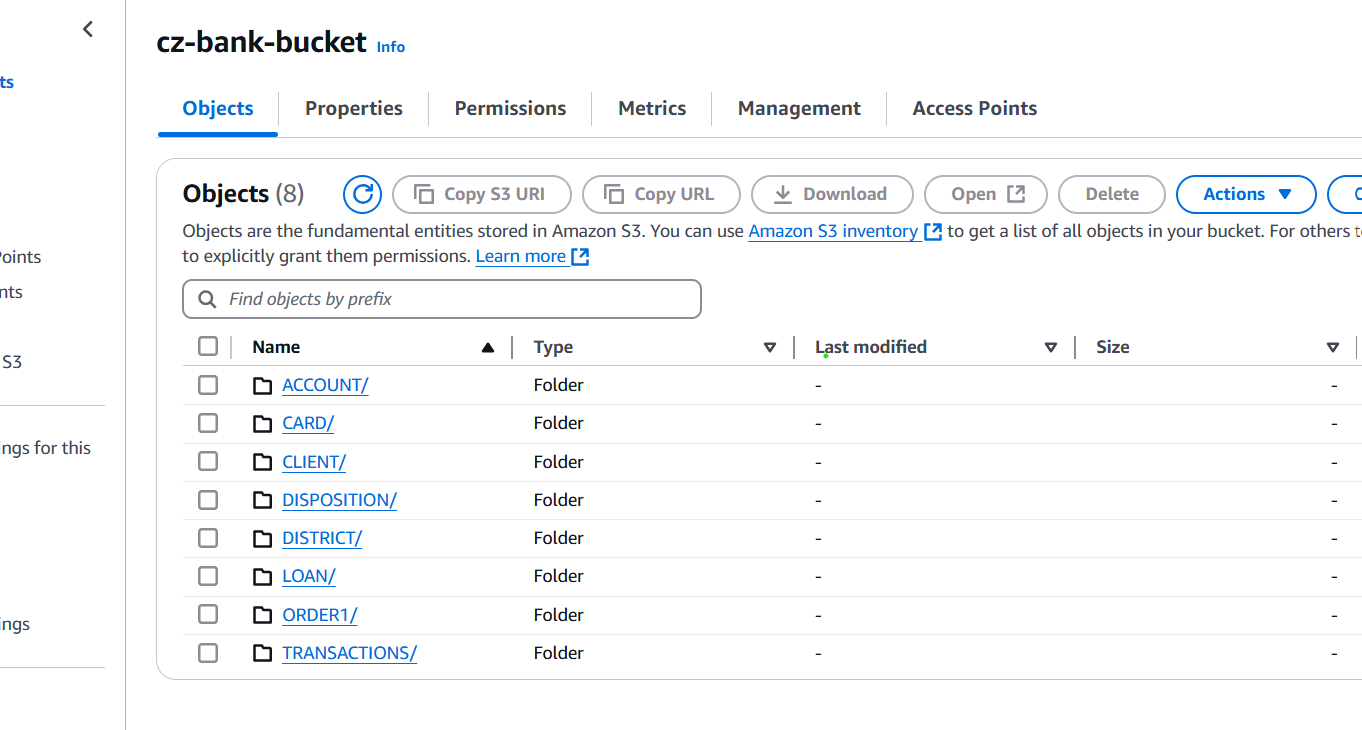 cz-bank-bucket Info
ts
Objects Properties Permissions Metrics Management Access Points
Objects (8) Copy S3 URI Copy URL Download Open Delete Actions
Objects are the fundamental entities stored in Amazon S3. You can use Amazon S3 inventory to get a list of all objects in your bucket. For others
to explicitly grant them permissions. Learn more
Points
nts
S3
ings for this
ings
Find objects by prefix
Name Type Last modified Size
ACCOUNT/ Folder - -
CARD/ Folder - -
CLIENT/ Folder - -
DISPOSITION/ Folder - -
DISTRICT/ Folder - -
LOAN/ Folder - -
ORDER1/ Folder - -
TRANSACTIONS/ Folder - -